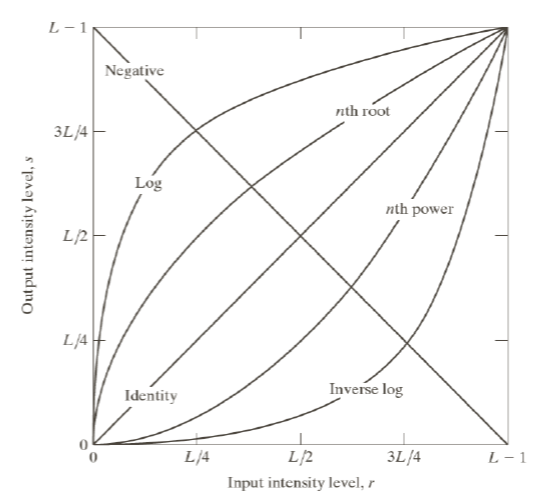 L − 1
Negative
nth root
3L/4
Log
nth power
L/2
L/4
Identity
Inverse log
0
0 L/4 L/2 3L/4 L − 1
Input intensity level, r
Output intensity level, s